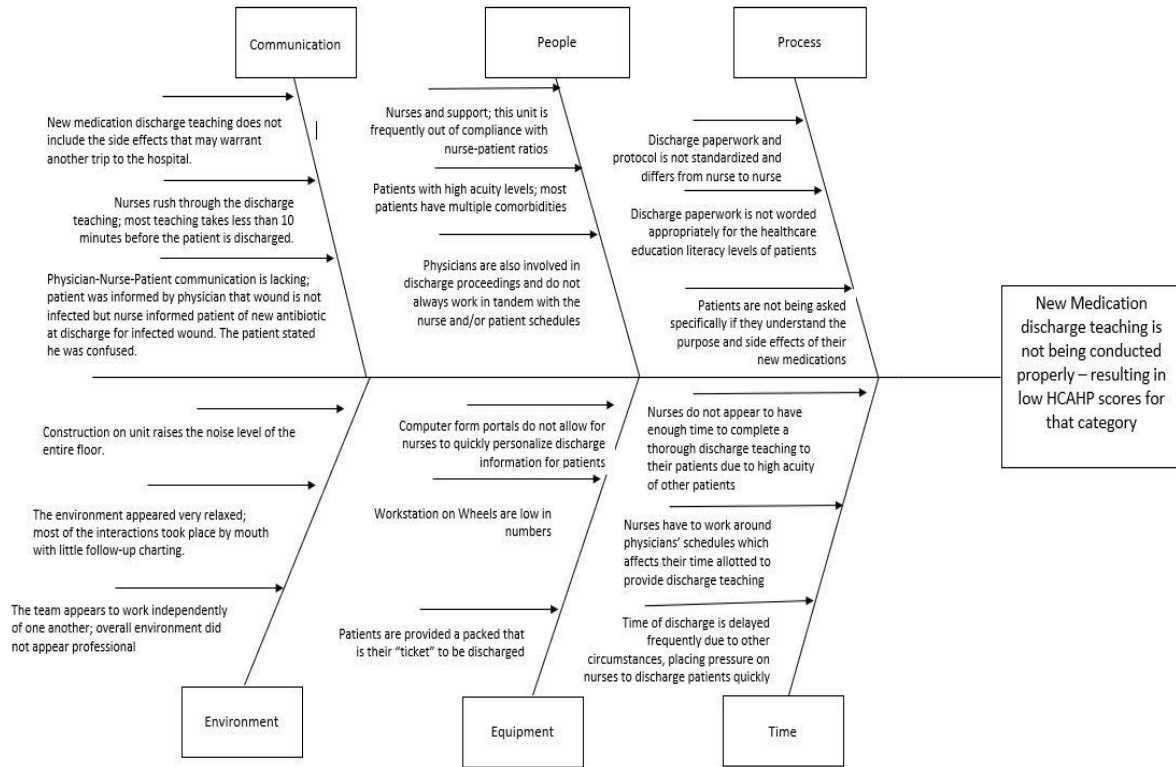 Communication
People
Process
New medication discharge teaching does not
include the side effects that may warrant
another trip to the hospital.
Nurses rush through the discharge
teaching; most teaching takes less than 10
minutes before the patient is discharged.
Physician-Nurse-Patient communication is lacking;
patient was informed by physician that wound is not
infected but nurse informed patient of new antibiotic
at discharge for infected wound. The patient stated
he was confused.
Nurses and support; this unit is
frequently out of compliance with
nurse-patient ratios
Patients with high acuity levels; most
patients have multiple comorbidities
Physicians are also involved in
discharge proceedings and do not
always work in tandem with the
nurse and/or patient schedules
Discharge paperwork and
protocol is not standardized and
differs from nurse to nurse
Discharge paperwork is not worded
appropriately for the healthcare
education literacy levels of patients
Patients are not being asked
specifically if they understand the
purpose and side effects of their
new medications
New Medication
discharge teaching is
not being conducted
properly – resulting in
low HCAHP scores for
that category
Construction on unit raises the noise level of the
entire floor.
The environment appeared very relaxed;
most of the interactions took place by mouth
with little follow-up charting.
The team appears to work independently
of one another; overall environment did
not appear professional
Computer form portals do not allow for
nurses to quickly personalize discharge
information for patients
Workstation on Wheels are low in
numbers
Patients are provided a packed that
is their “ticket” to be discharged
Nurses do not appear to have
enough time to complete a
thorough discharge teaching to
their patients due to high acuity
of other patients
Nurses have to work around
physicians’ schedules which
affects their time allotted to
provide discharge teaching
Time of discharge is delayed
frequently due to other
circumstances, placing pressure on
nurses to discharge patients quickly
Environment
Equipment
Time